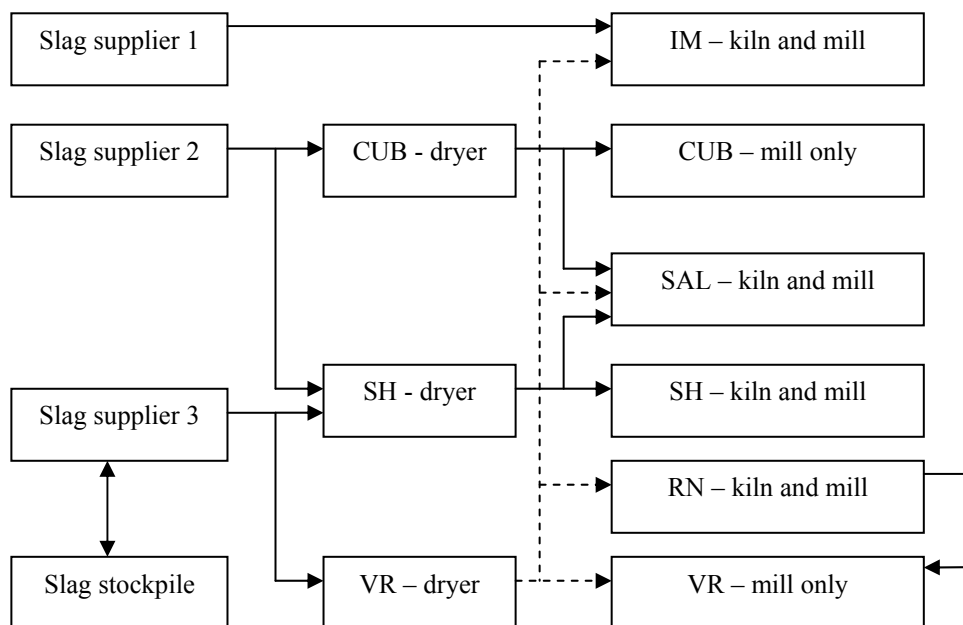 Slag supplier 1
IM – kiln and mill
Slag supplier 2
CUB - dryer
CUB – mill only
SAL – kiln and mill
Slag supplier 3
SH - dryer
SH – kiln and mill
RN – kiln and mill
Slag stockpile
VR – dryer
VR – mill only